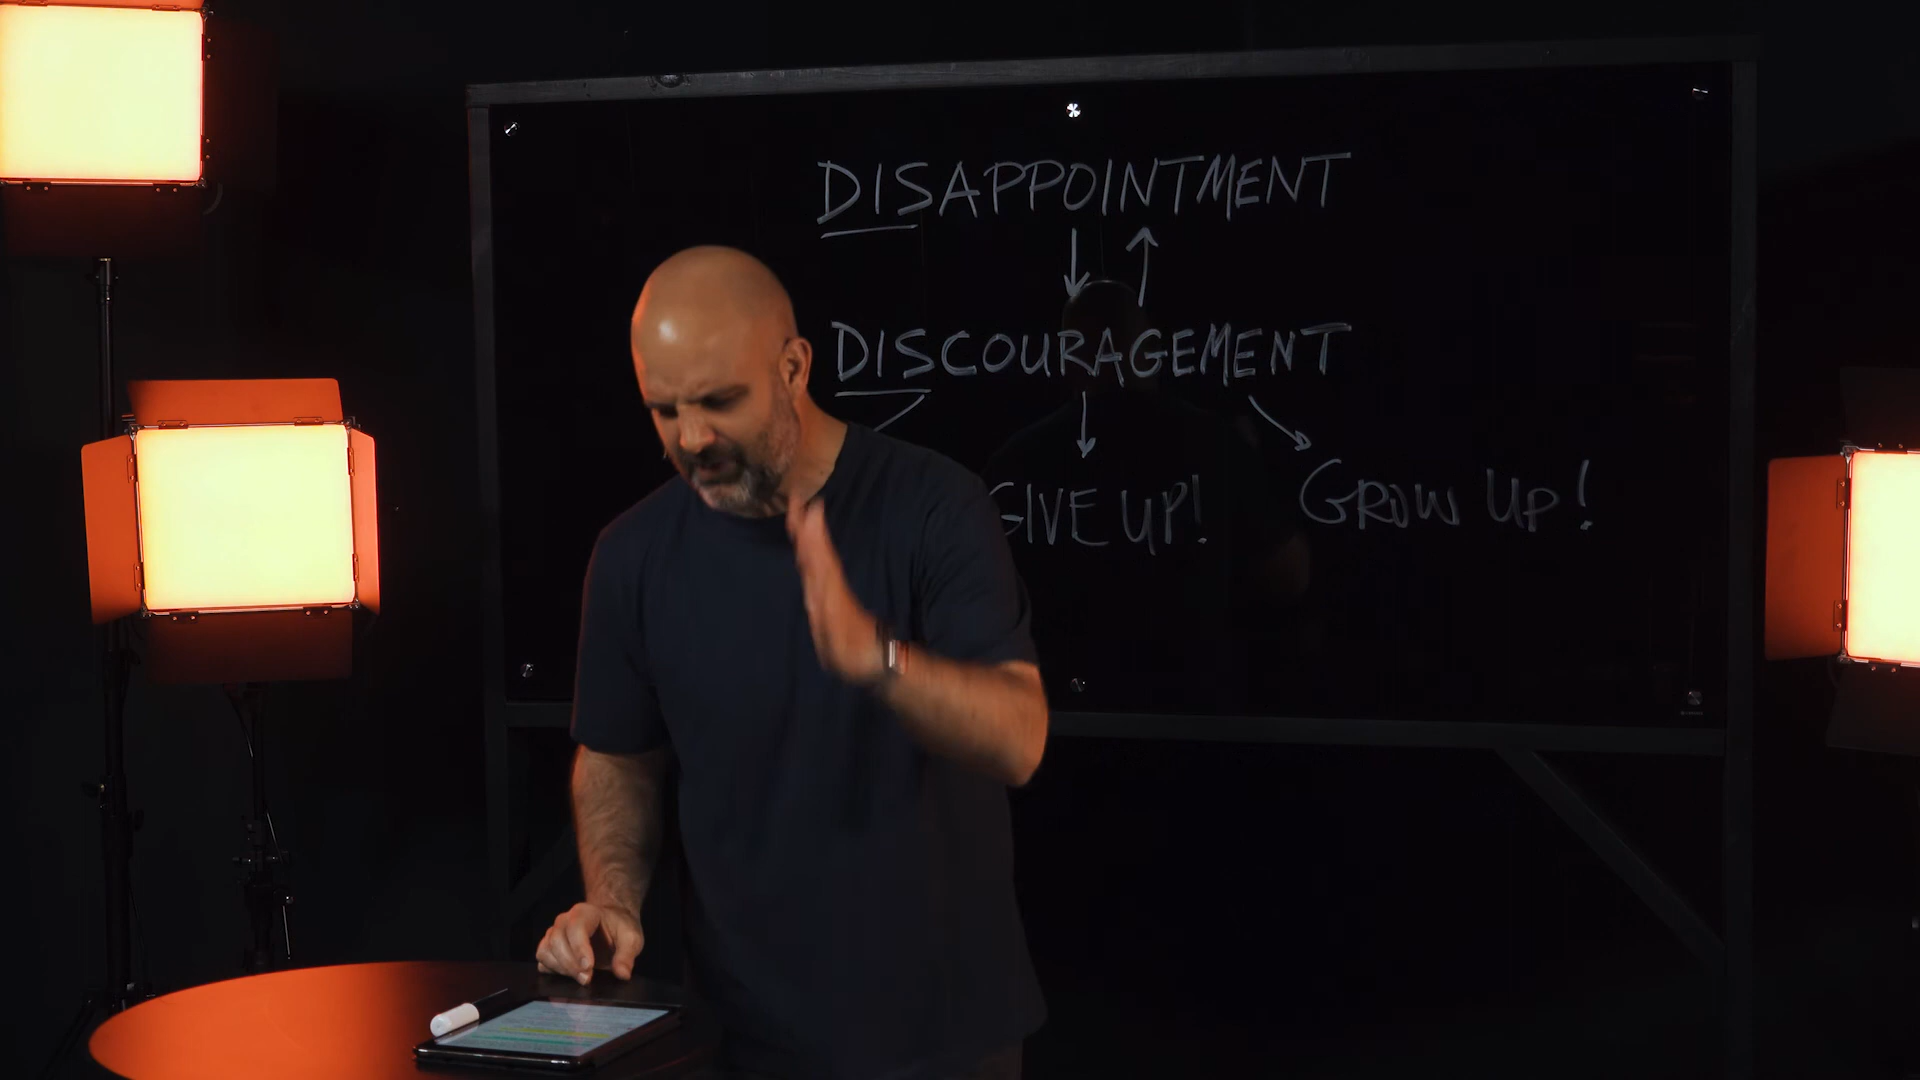 DISAPPOINTMENT
DISCOURAGEMENT
GIVE UP! GROW UP!